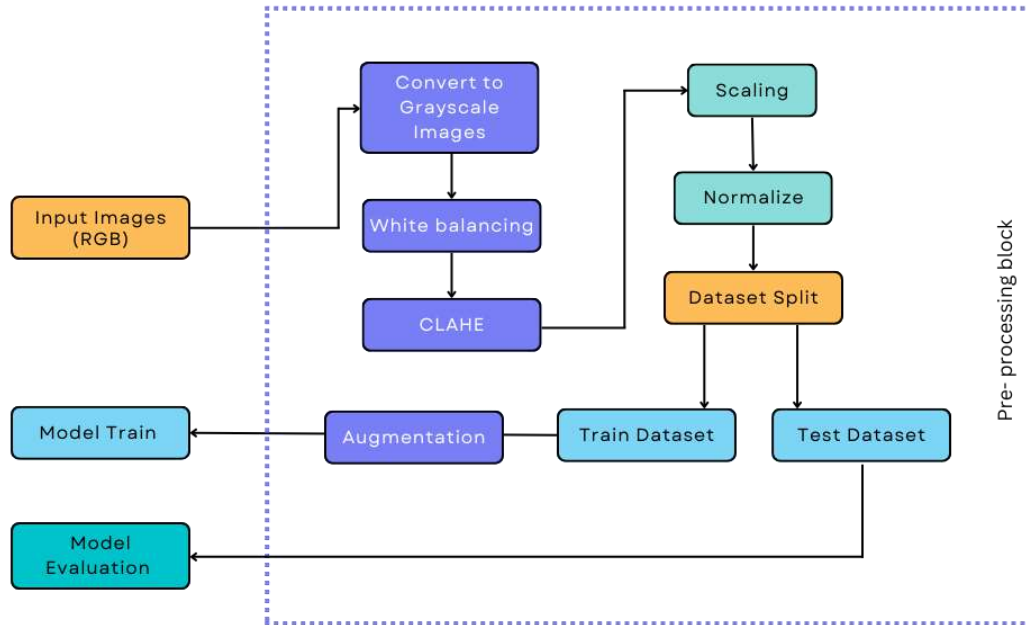 Convert to
Grayscale
Images
Scaling
Input Images
(RGB)
White balancing
Normalize
CLAHE
Dataset Split
Pre- processing block
Model Train
Augmentation
Train Dataset
Test Dataset
Model
Evaluation